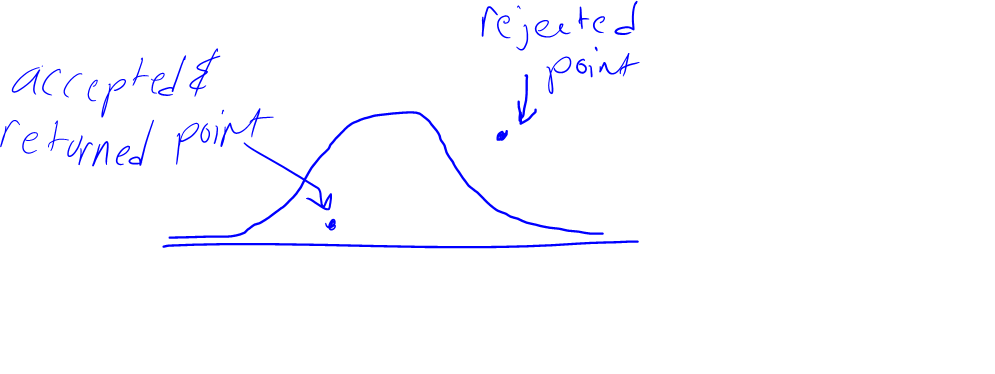 rejected
point
accepted &
returned point